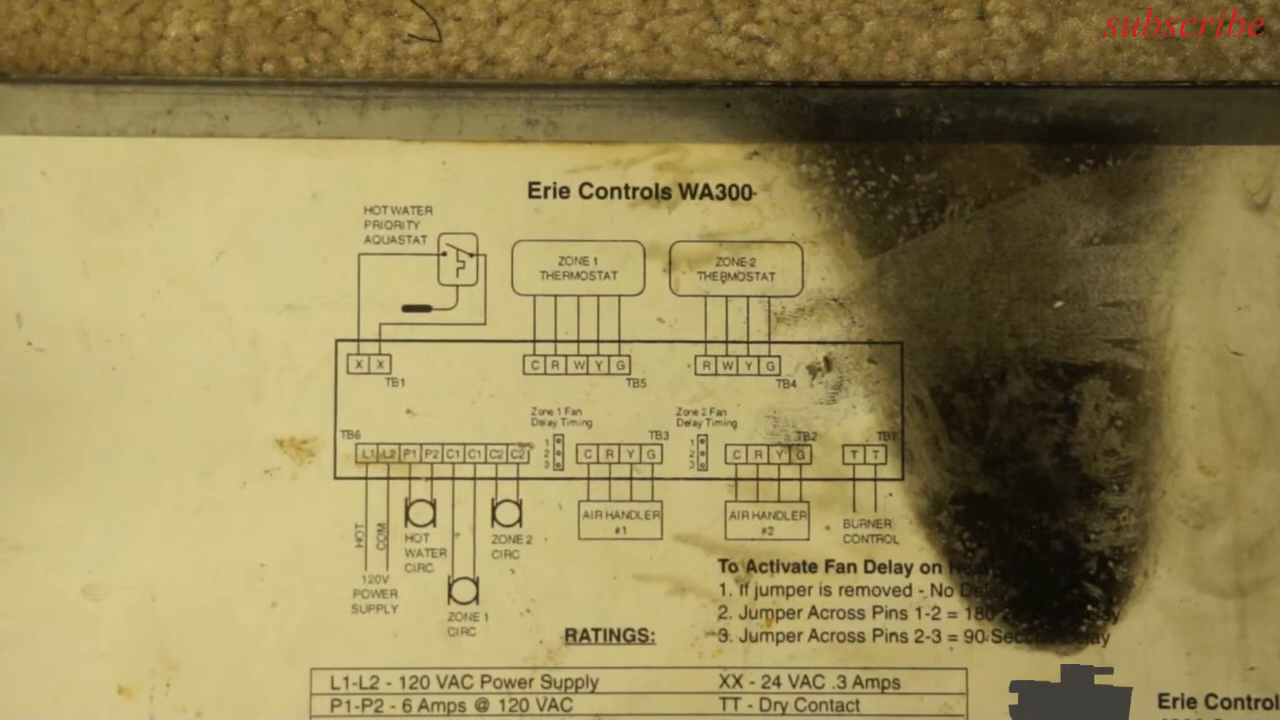 subscribe
Erie Controls WA300
HOT WATER
PRIORITY
AQUASTAT
ZONE 1
THERMOSTAT
ZONE 2
THERMOSTAT
X X
TB1
C R W Y G
TB5
R W Y G
TB4
Zone 1 Fan
Delay Timing
Zone 2 Fan
Delay Timing
TB6
TB3
TB2
L1 L2 P1 P2 C1 C1 C2 C2
1
2
3
C R Y G
1
2
3
C R Y G
T T
HOT
COM
HOT
WATER
CIRC
ZONE 2
CIRC
AIR HANDLER
#1
AIR HANDLER
#2
BURNER
CONTROL
120V
POWER
SUPPLY
ZONE 1
CIRC
To Activate Fan Delay on
1. If jumper is removed - No
2. Jumper Across Pins 1-2 = 180
3. Jumper Across Pins 2-3 = 90 Second Delay
RATINGS:
L1-L2 - 120 VAC Power Supply
XX - 24 VAC .3 Amps
P1-P2 - 6 Amps @ 120 VAC
TT - Dry Contact
Erie